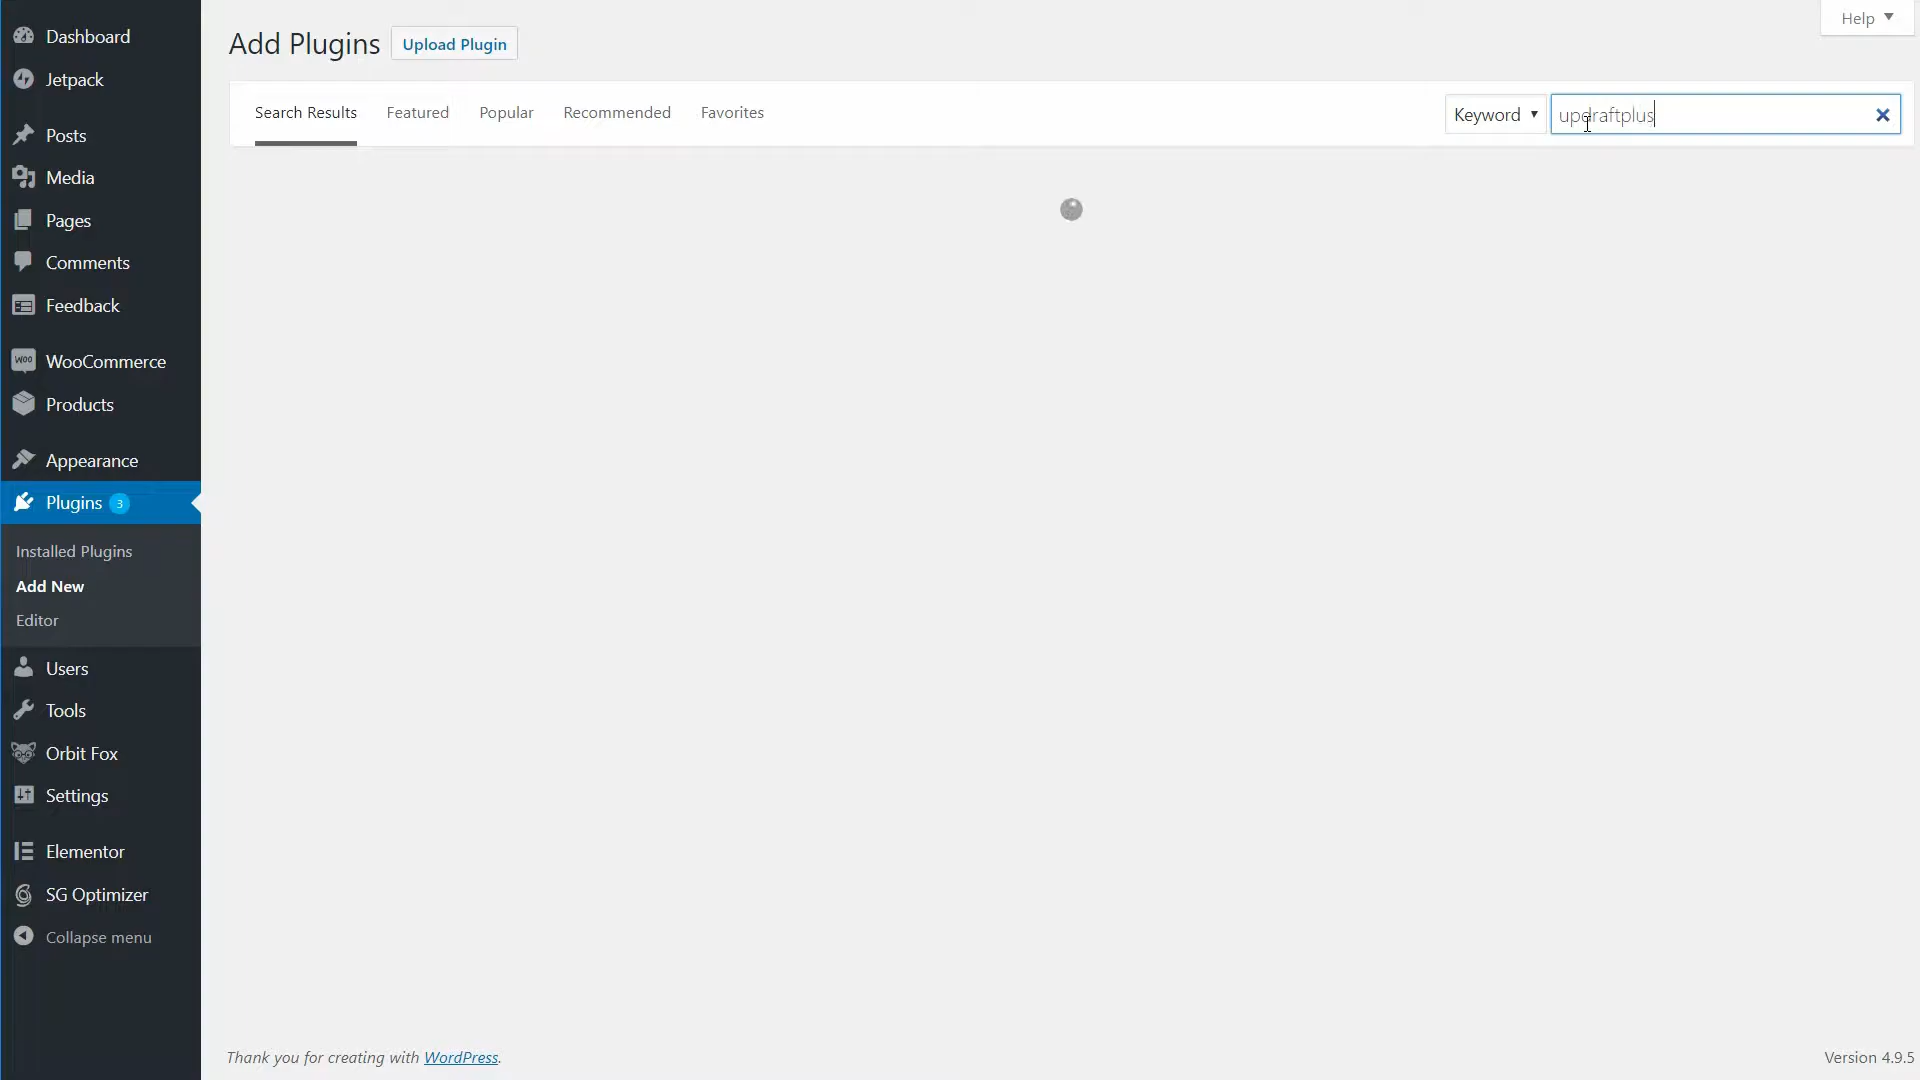 Help ▼
Add Plugins Upload Plugin
Search Results Featured Popular Recommended Favorites Keyword ▼ updraftplus
Dashboard
Jetpack
Posts
Media
Pages
Comments
Feedback
WOO WooCommerce
Products
Appearance
Plugins 3
Installed Plugins
Add New
Editor
Users
Tools
Orbit Fox
Settings
Elementor
SG Optimizer
Collapse menu
Thank you for creating with WordPress. Version 4.9.5